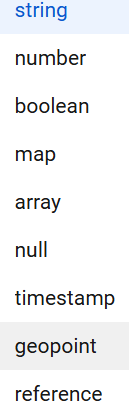 string
number
boolean
map
array
null
timestamp
geopoint
reference